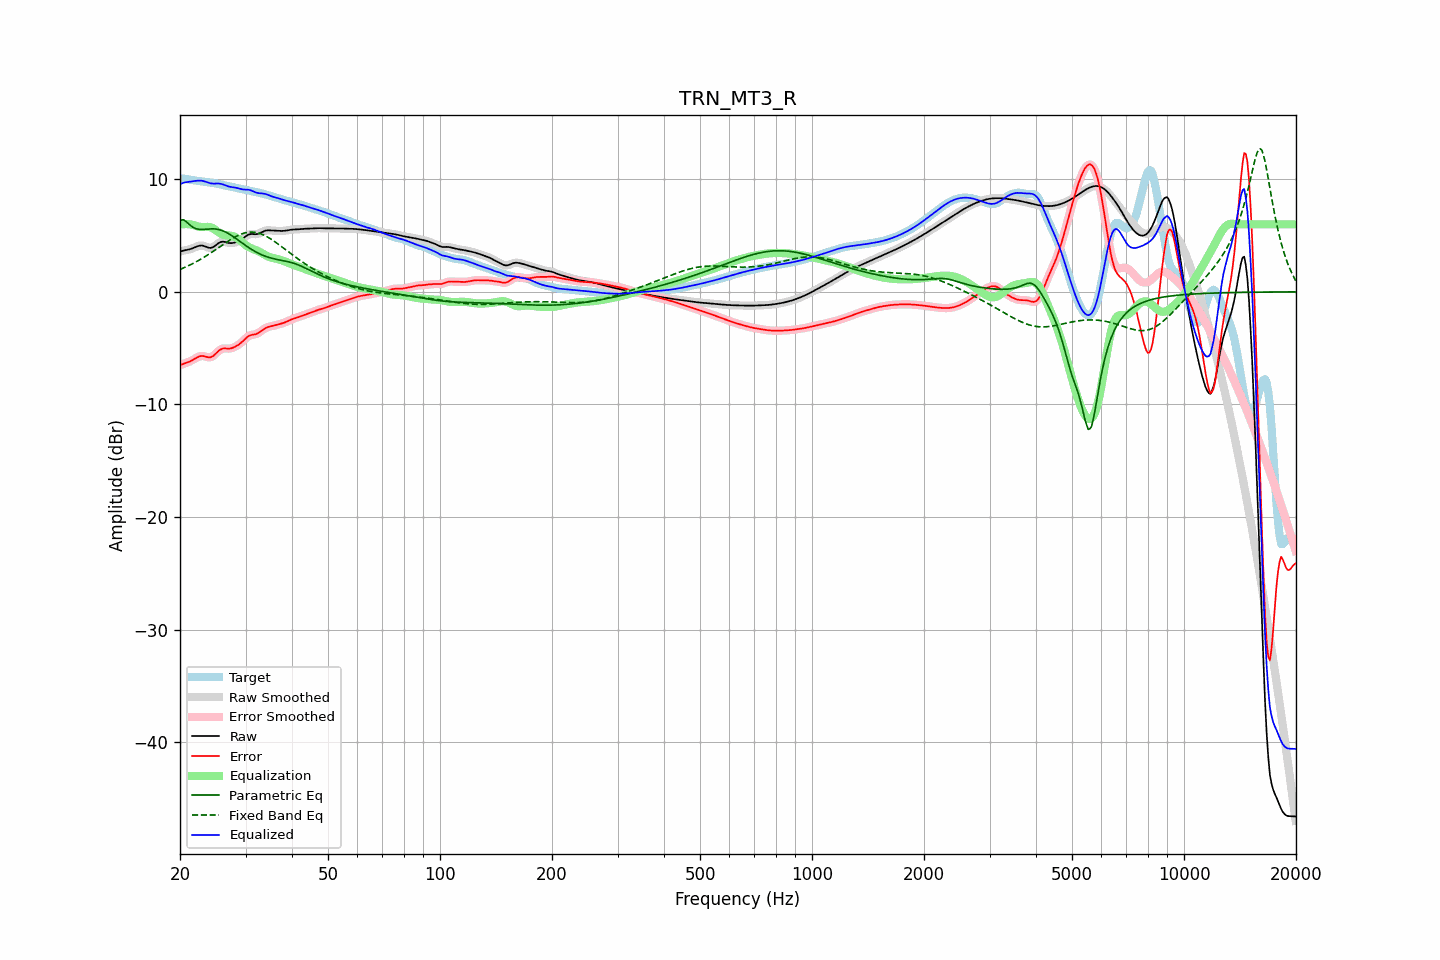 TRN_MT3_R
10
0
−10
−20
−30
−40
Amplitude (dBr)
Target
Raw Smoothed
Error Smoothed
Raw
Error
Equalization
Parametric Eq
Fixed Band Eq
Equalized
20 50 100 200 500 1000 2000 5000 10000 20000
Frequency (Hz)